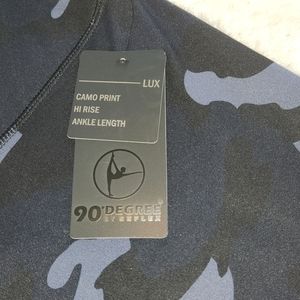 LUX
CAMO PRINT
HI RISE
ANKLE LENGTH
90°DEGREE
BY REFLEX